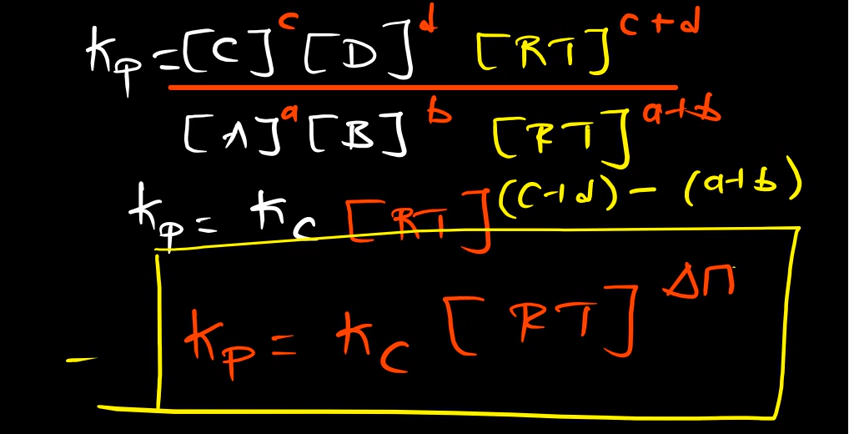 kp = [C]^c [D]^d [RT]^c+d
[A]^a [B]^b [RT]^a+b
kp = kc [RT]^(c+d) - (a+b)
kp = kc [RT]^Δn